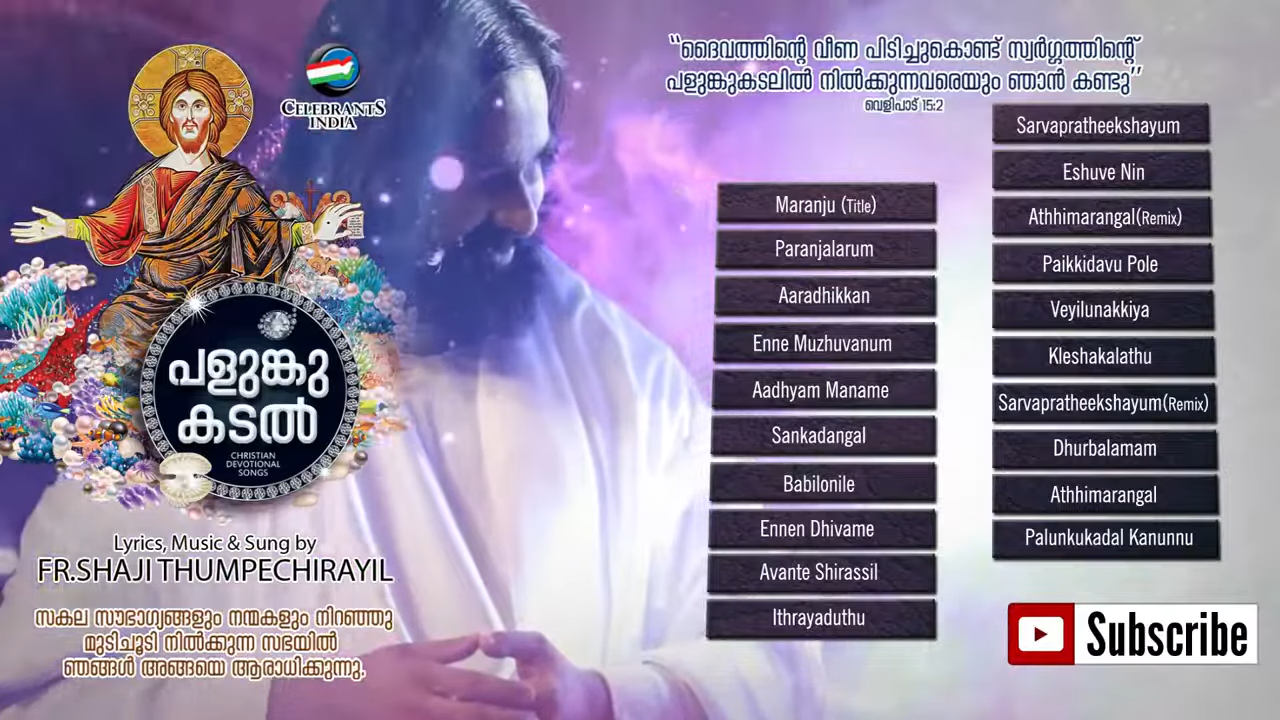 CELEBRANTS
INDIA
പളുങ്കു
കടൽ
CHRISTIAN
DEVOTIONAL
SONGS
Lyrics, Music & Sung by
FR.SHAJI THUMPECHIRAYIL
സകല സൗഭാഗ്യങ്ങളും നന്മകളും നിറഞ്ഞു
മുടിചൂടി നിൽക്കുന്ന സഭയിൽ
ഞങ്ങൾ അങ്ങയെ ആരാധിക്കുന്നു.
“ദൈവത്തിന്റെ വീണ പിടിച്ചുകൊണ്ട് സ്വർഗ്ഗത്തിന്റെ
പളുങ്കുകടലിൽ നിൽക്കുന്നവരെയും ഞാൻ കണ്ടു”
വെളിപാട് 15:2
Maranju (Title)
Paranjalarum
Aaradhikkan
Enne Muzhuvanum
Aadhyam Maname
Sankadangal
Babilonile
Ennen Dhivame
Avante Shirassil
Ithrayaduthu
Sarvapratheekshayum
Eshuve Nin
Athhimarangal(Remix)
Paikkidavu Pole
Veyilunakkiya
Kleshakalathu
Sarvapratheekshayum(Remix)
Dhurbalamam
Athhimarangal
Palunkukadal Kanunnu
Subscribe